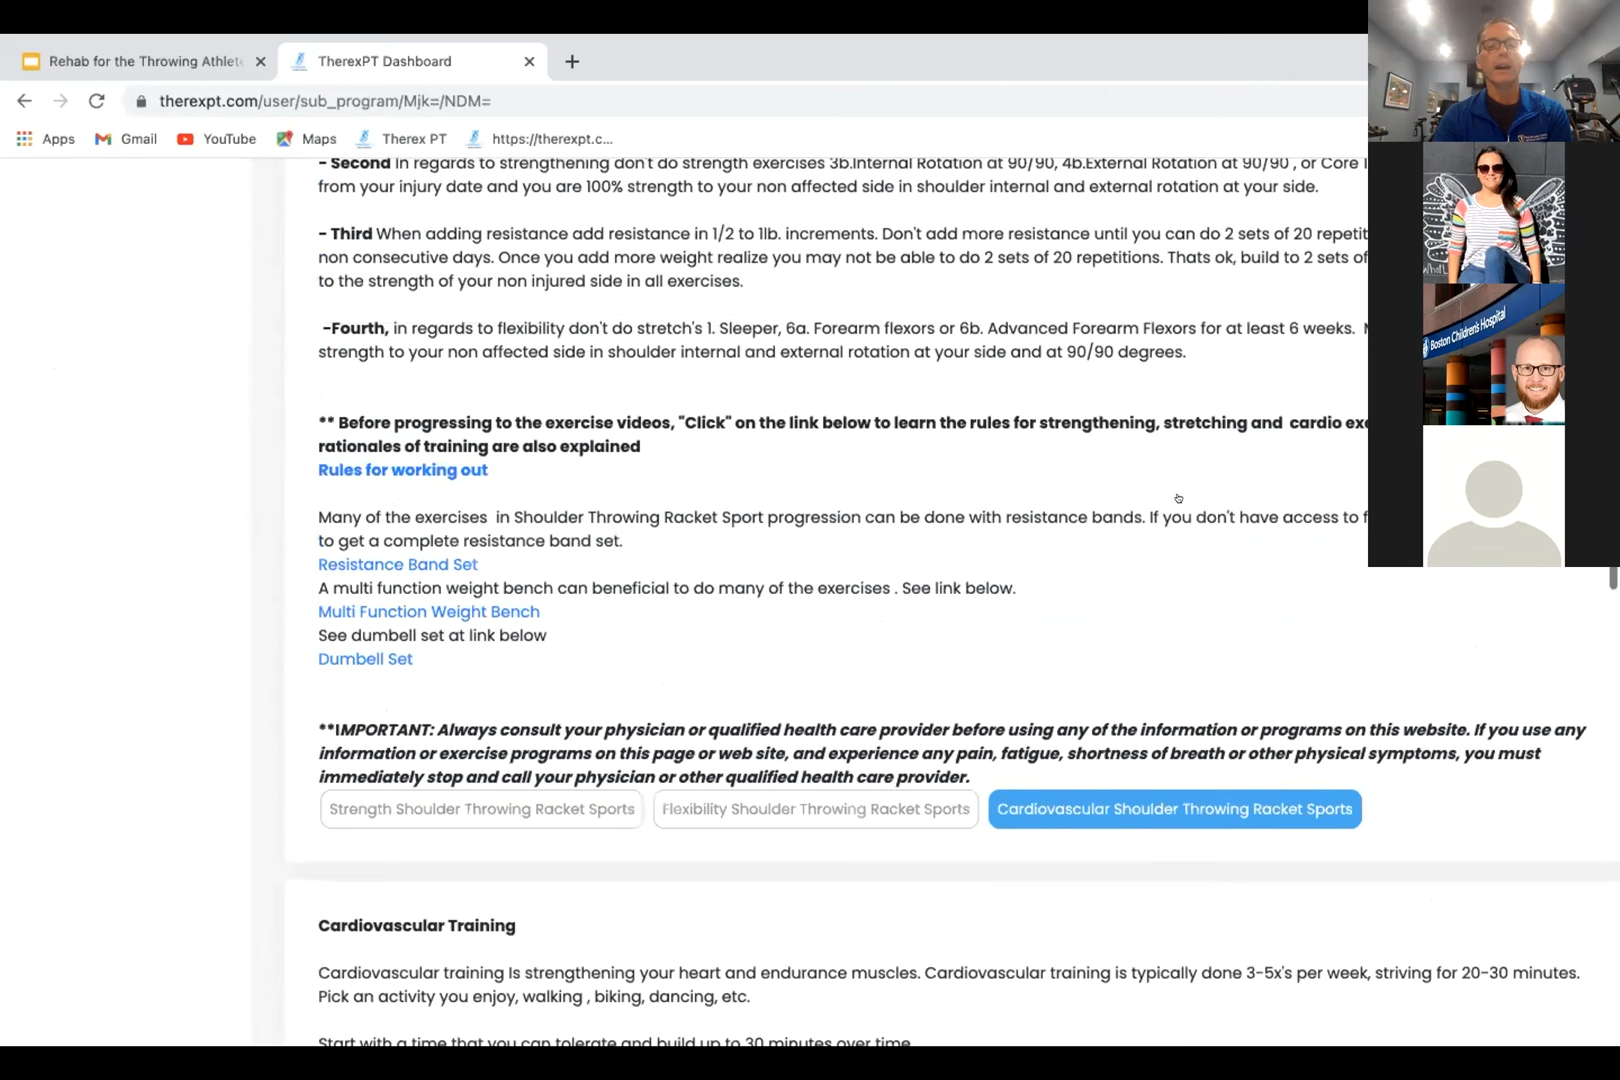 Rehab for the Throwing Athlete
TherexPT Dashboard
therexpt.com/user/sub_program/Mjk=/NDM=
Apps
Gmail
YouTube
Maps
Therex PT
https://therexpt.c...
- Second In regards to strengthening don't do strength exercises 3b.Internal Rotation at 90/90, 4b.External Rotation at 90/90 , or Core
from your injury date and you are 100% strength to your non affected side in shoulder internal and external rotation at your side.
- Third When adding resistance add resistance in 1/2 to 1lb. increments. Don't add more resistance until you can do 2 sets of 20 repetit
non consecutive days. Once you add more weight realize you may not be able to do 2 sets of 20 repetitions. Thats ok, build to 2 sets of
to the strength of your non injured side in all exercises.
-Fourth, in regards to flexibility don't do stretch's 1. Sleeper, 6a. Forearm flexors or 6b. Advanced Forearm Flexors for at least 6 weeks.
strength to your non affected side in shoulder internal and external rotation at your side and at 90/90 degrees.
** Before progressing to the exercise videos, "Click" on the link below to learn the rules for strengthening, stretching and cardio exe
rationales of training are also explained
Rules for working out
Many of the exercises in Shoulder Throwing Racket Sport progression can be done with resistance bands. If you don't have access to f
to get a complete resistance band set.
Resistance Band Set
A multi function weight bench can beneficial to do many of the exercises . See link below.
Multi Function Weight Bench
See dumbell set at link below
Dumbell Set
**IMPORTANT: Always consult your physician or qualified health care provider before using any of the information or programs on this website. If you use any
information or exercise programs on this page or web site, and experience any pain, fatigue, shortness of breath or other physical symptoms, you must
immediately stop and call your physician or other qualified health care provider.
Strength Shoulder Throwing Racket Sports
Flexibility Shoulder Throwing Racket Sports
Cardiovascular Shoulder Throwing Racket Sports
Cardiovascular Training
Cardiovascular training Is strengthening your heart and endurance muscles. Cardiovascular training is typically done 3-5x's per week, striving for 20-30 minutes.
Pick an activity you enjoy, walking , biking, dancing, etc.
Start with a time that you can tolerate and build up to 30 minutes over time
Boston Children's Hospital